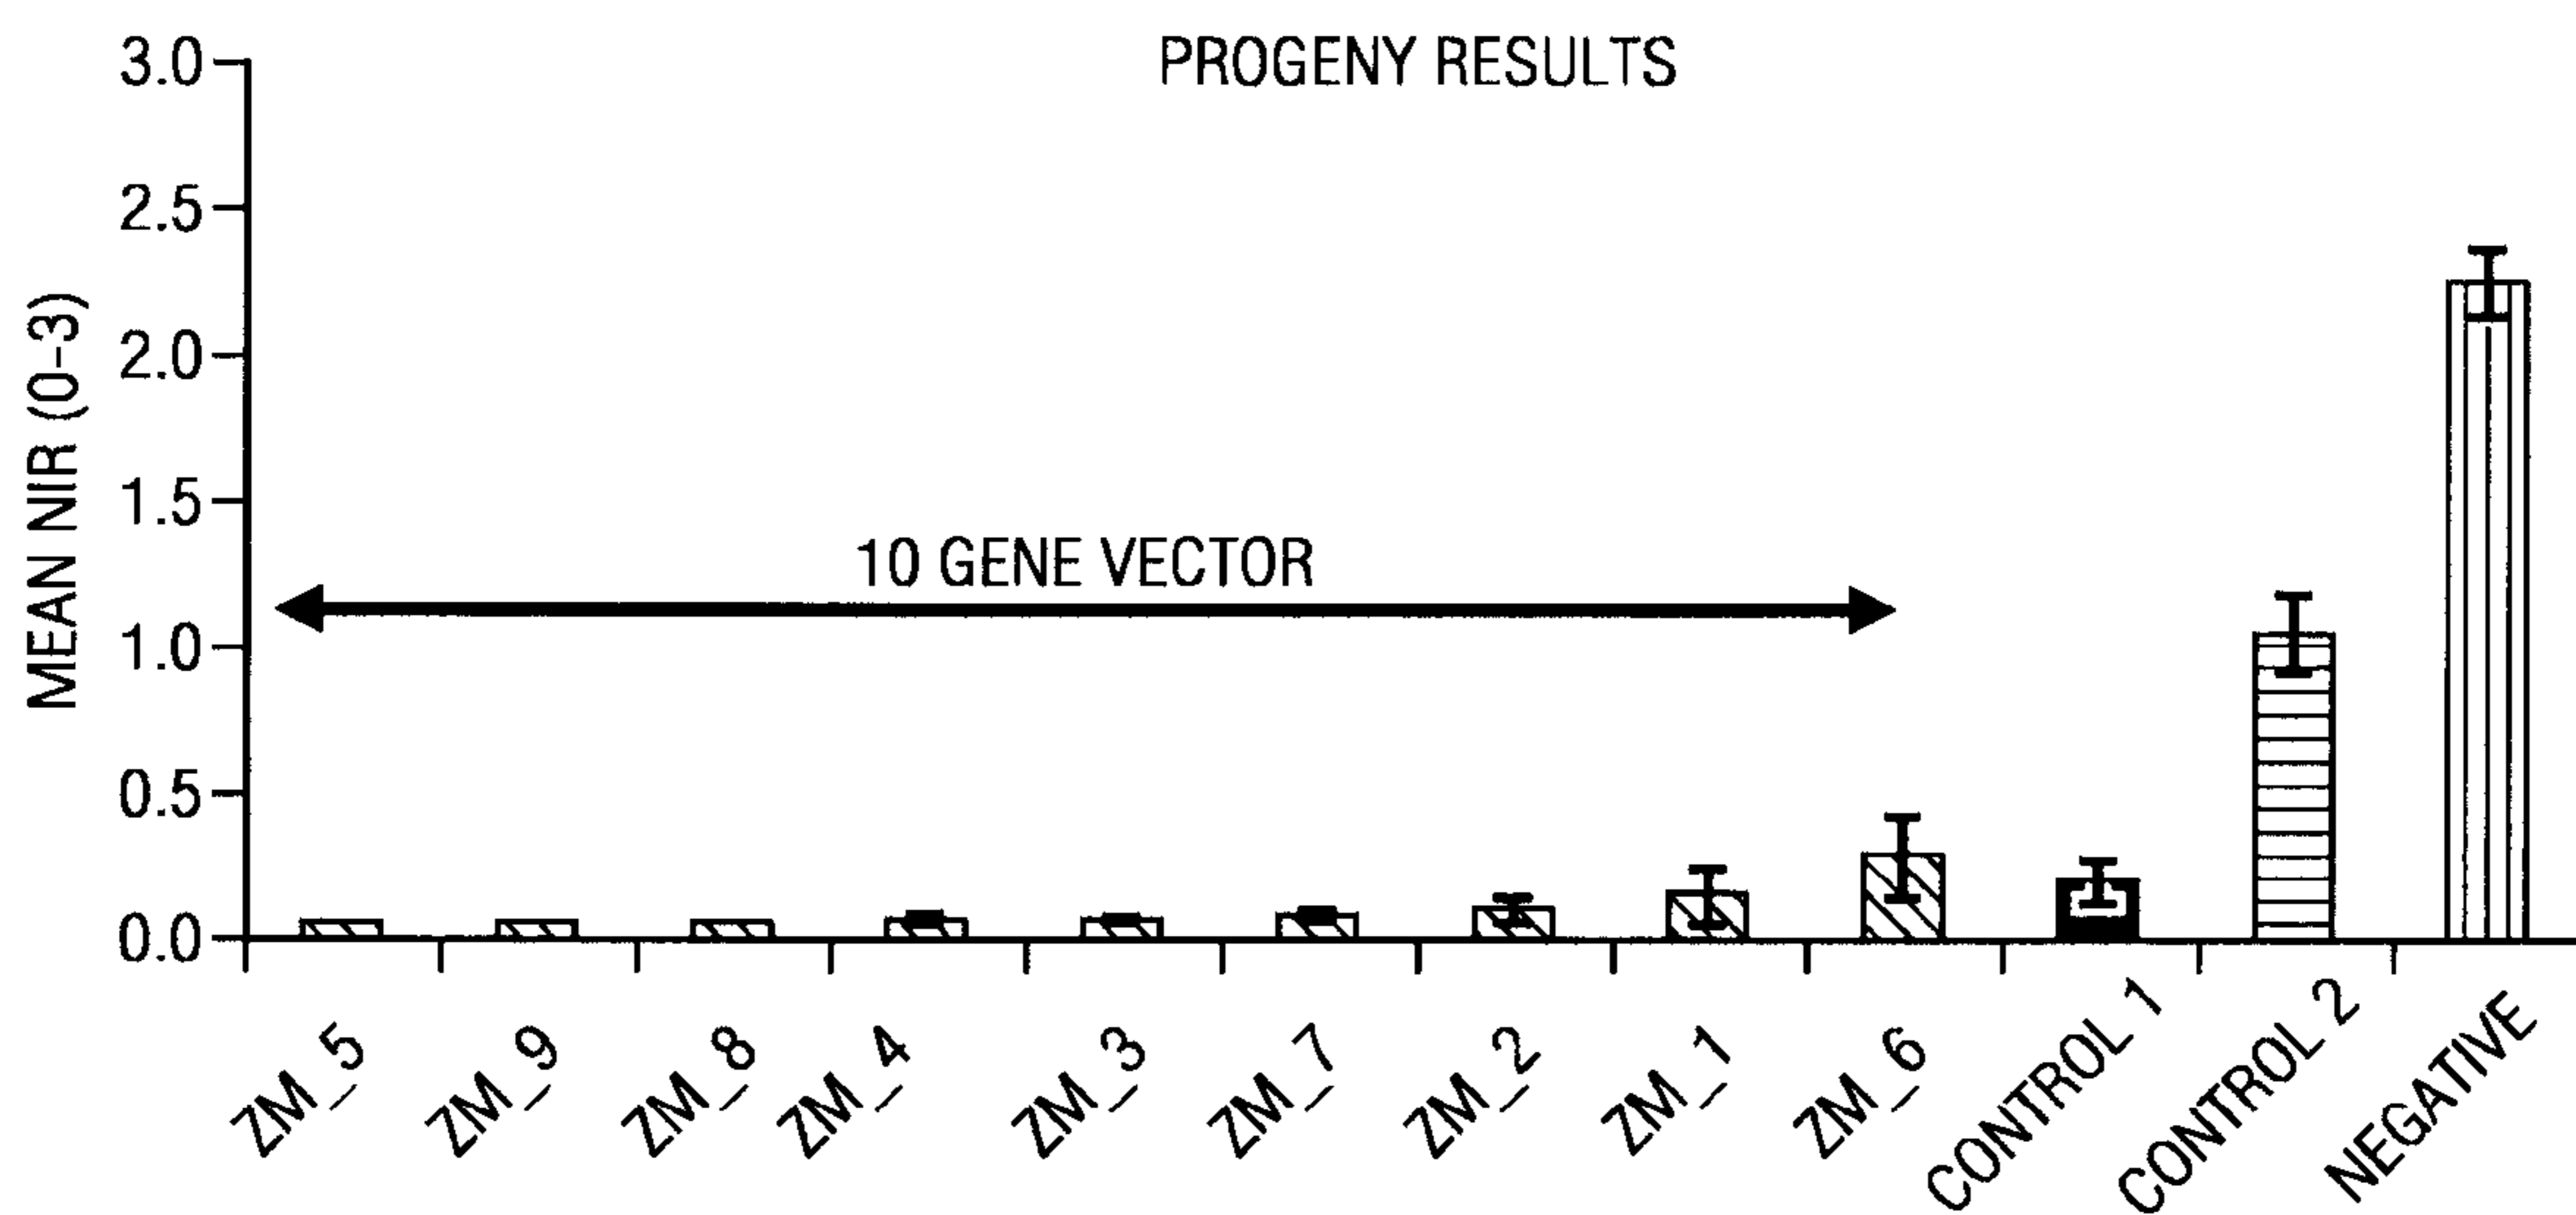 PROGENY RESULTS
MEAN NIR (0-3)
3.0
2.5
2.0
1.5
1.0
0.5
0.0
10 GENE VECTOR
ZM_5
ZM_9
ZM_8
ZM_4
ZM_3
ZM_7
ZM_2
ZM_1
ZM_6
CONTROL 1
CONTROL 2
NEGATIVE